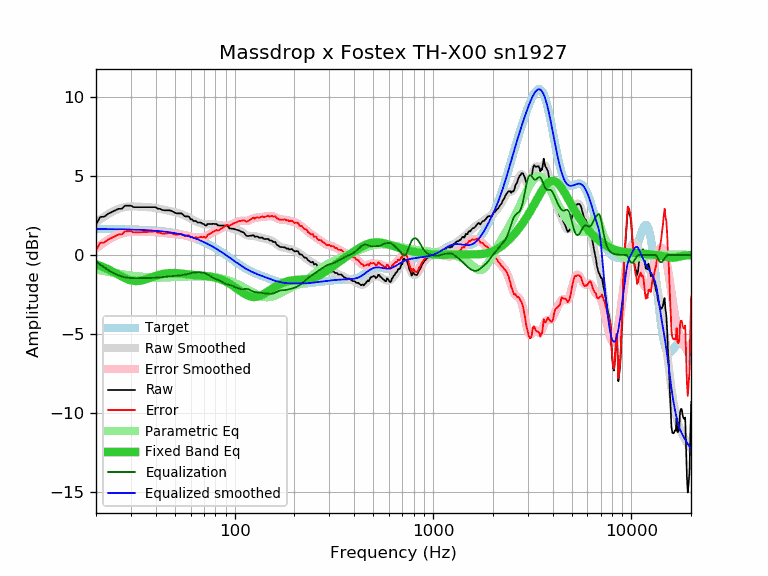 Massdrop x Fostex TH-X00 sn1927
10
5
0
−5
−10
−15
Amplitude (dBr)
Target
Raw Smoothed
Error Smoothed
Raw
Error
Parametric Eq
Fixed Band Eq
Equalization
Equalized smoothed
100 1000 10000
Frequency (Hz)